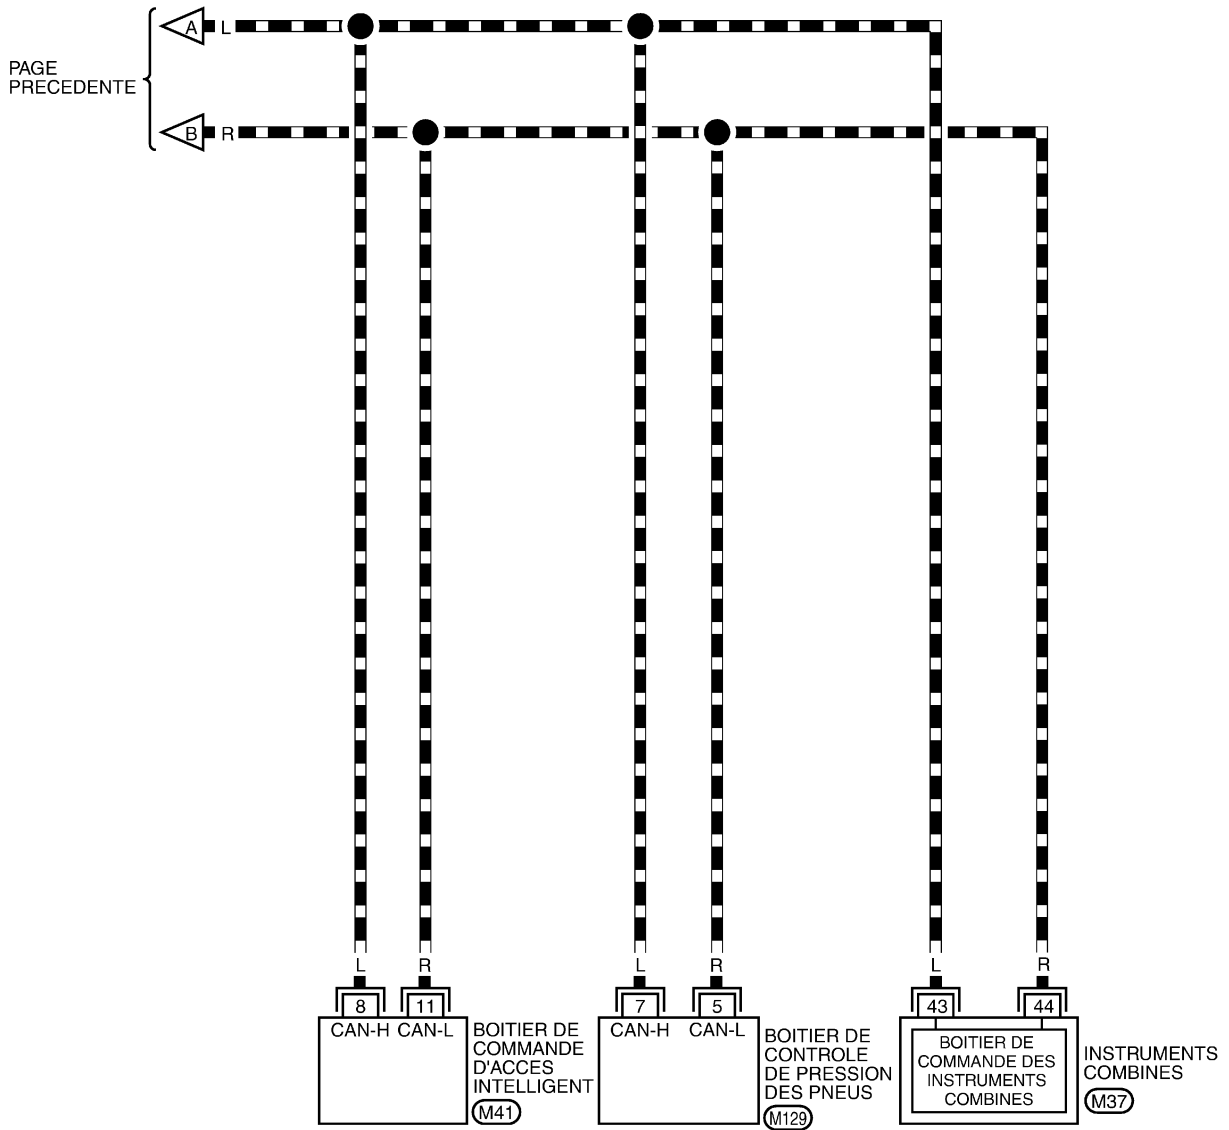 A L
PAGE
PRECEDENTE
B R
L R L R L R
8 11 7 5 43 44
CAN-H CAN-L
BOITIER DE
COMMANDE
D'ACCES
INTELLIGENT
M41
CAN-H CAN-L
BOITIER DE
CONTROLE
DE PRESSION
DES PNEUS
M129
BOITIER DE
COMMANDE DES
INSTRUMENTS
COMBINES
INSTRUMENTS
COMBINES
M37